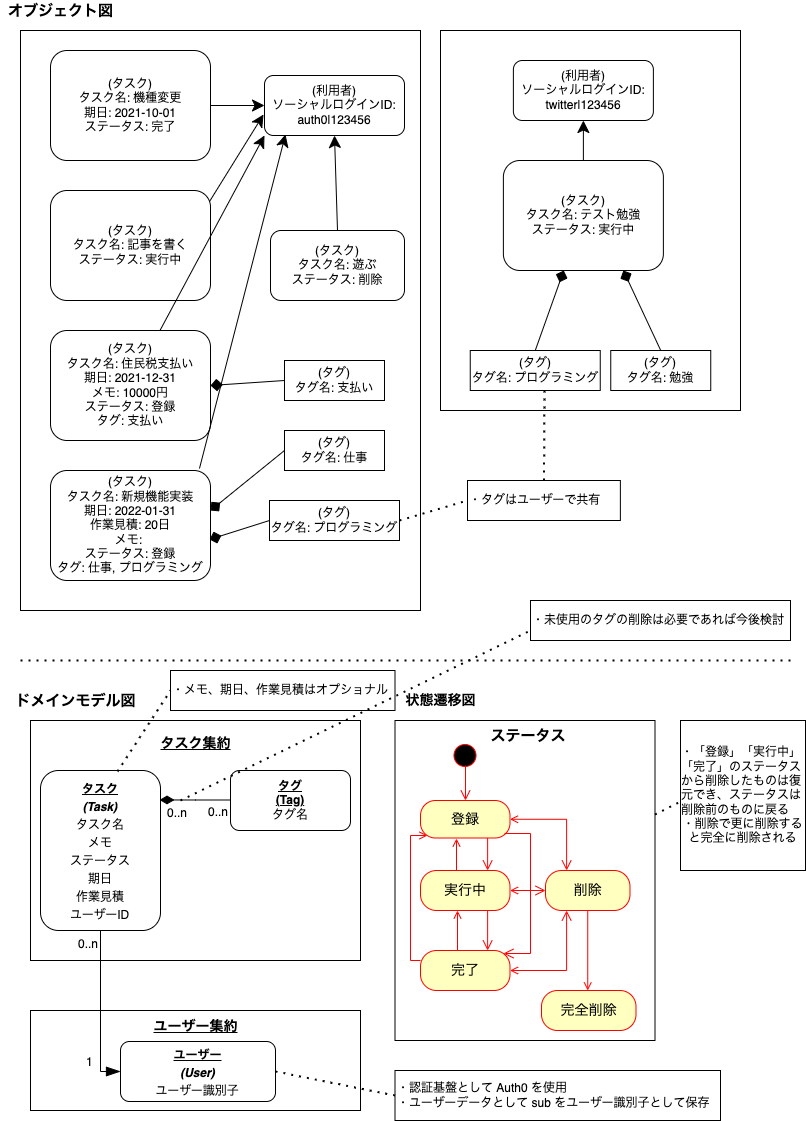 オブジェクト図
(タスク)
タスク名: 機種変更
期日: 2021-10-01
ステータス: 完了
(利用者)
ソーシャルログインID:
auth0|123456
(タスク)
タスク名: 記事を書く
ステータス: 実行中
(タスク)
タスク名: 遊ぶ
ステータス: 削除
(タスク)
タスク名: 住民税支払い
期日: 2021-12-31
メモ: 10000円
ステータス: 登録
タグ: 支払い
(タグ)
タグ名: 支払い
(タグ)
タグ名: 仕事
(タスク)
タスク名: 新規機能実装
期日: 2022-01-31
作業見積: 20日
メモ:
ステータス: 登録
タグ: 仕事, プログラミング
(タグ)
タグ名: プログラミング
(利用者)
ソーシャルログインID:
twitter|123456
(タスク)
タスク名: テスト勉強
ステータス: 実行中
(タグ)
タグ名: プログラミング
(タグ)
タグ名: 勉強
・タグはユーザーで共有
・未使用のタグの削除は必要であれば今後検討
ドメインモデル図
・メモ、期日、作業見積はオプショナル
タスク集約
タスク
(Task)
タスク名
メモ
ステータス
期日
作業見積
ユーザーID
0..n
0..n
タグ
(Tag)
タグ名
0..n
1
ユーザー集約
ユーザー
(User)
ユーザー識別子
・認証基盤として Auth0 を使用
・ユーザーデータとして sub をユーザー識別子として保存
状態遷移図
ステータス
登録
実行中
削除
完了
完全削除
・「登録」「実行中」
「完了」のステータス
から削除したものは復
元でき、ステータスは
削除前のものに戻る
・削除で更に削除する
と完全に削除される